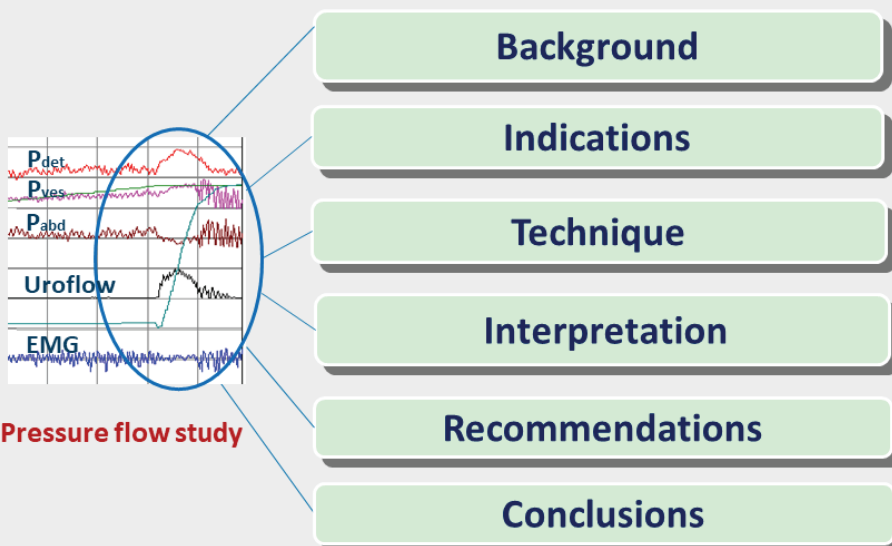 Background
Indications
Technique
Interpretation
Recommendations
Conclusions
Pdet
Pves
Pabd
Uroflow
EMG
Pressure flow study